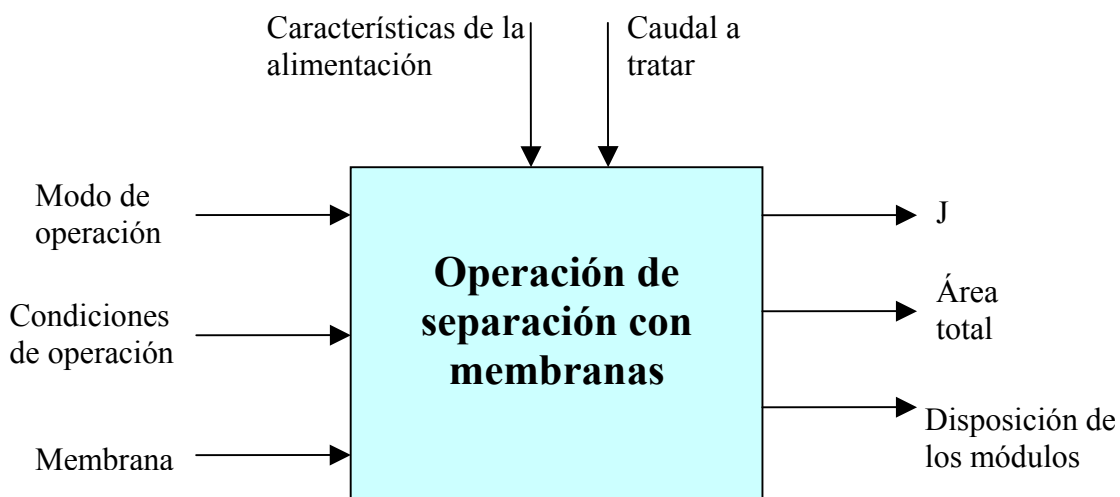 Características de la
alimentación
Caudal a
tratar
Modo de
operación
Condiciones
de operación
Membrana
Operación de
separación con
membranas
J
Área
total
Disposición de
los módulos